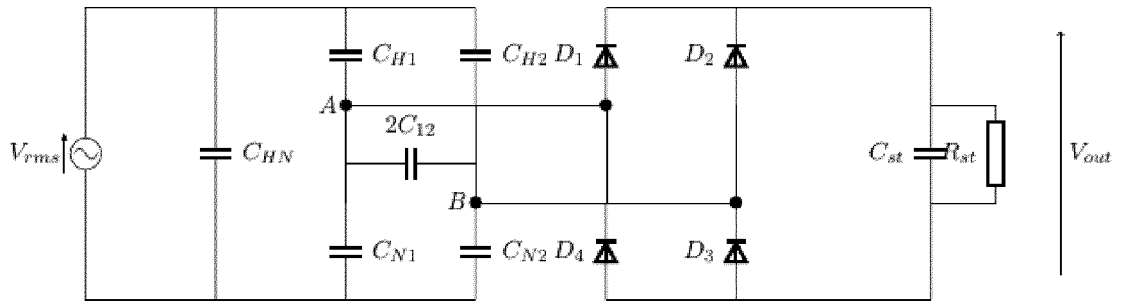 C_{H1} C_{H2} D_1 D_2
A
2C_{12}
V_{rms} C_{HN} C_{st} R_{st} V_{out}
B
C_{N1} C_{N2} D_4 D_3